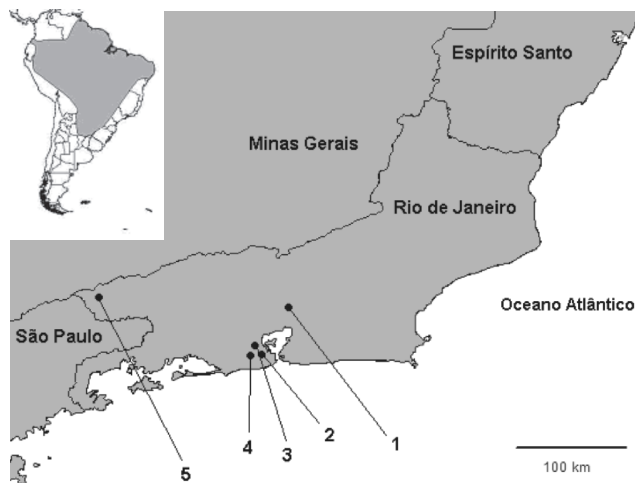 Espírito Santo
Minas Gerais
Rio de Janeiro
Oceano Atlântico
São Paulo
1
2
3
4
5
100 km